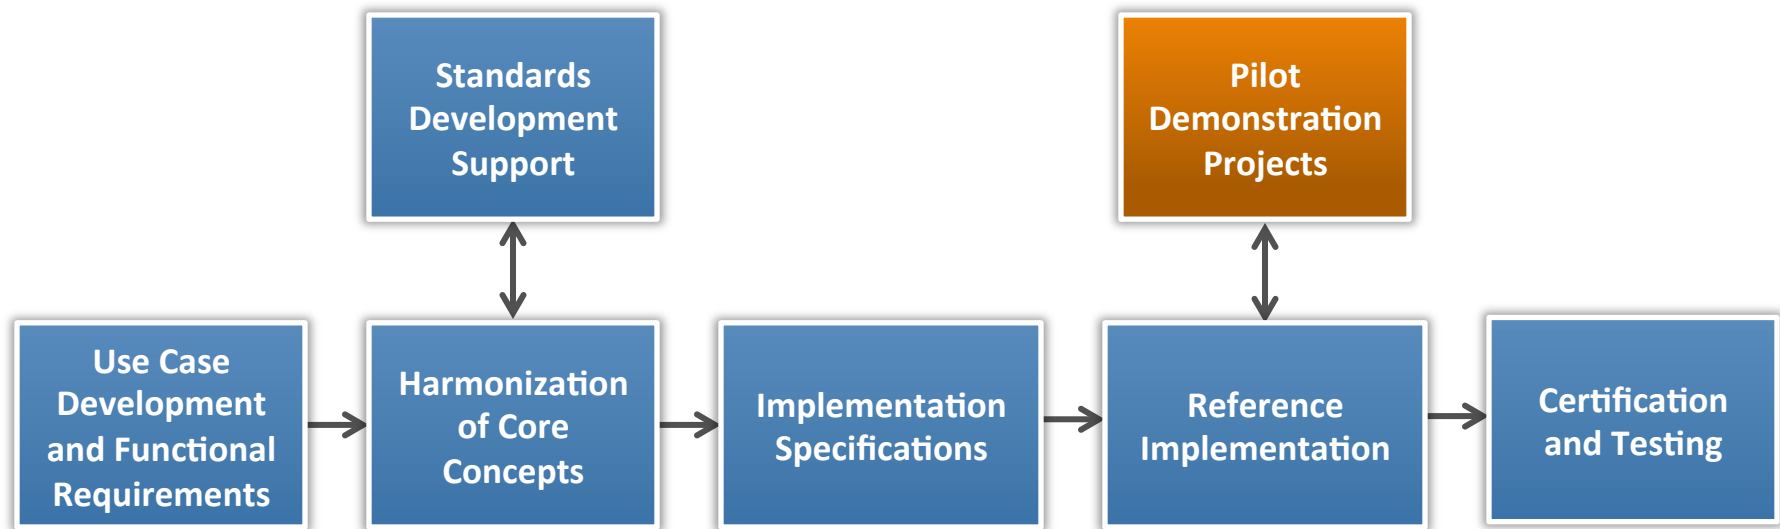 Standards
Development
Support
Pilot
Demonstration
Projects
Use Case
Development
and Functional
Requirements
Harmonization
of Core
Concepts
Implementation
Specifications
Reference
Implementation
Certification
and Testing